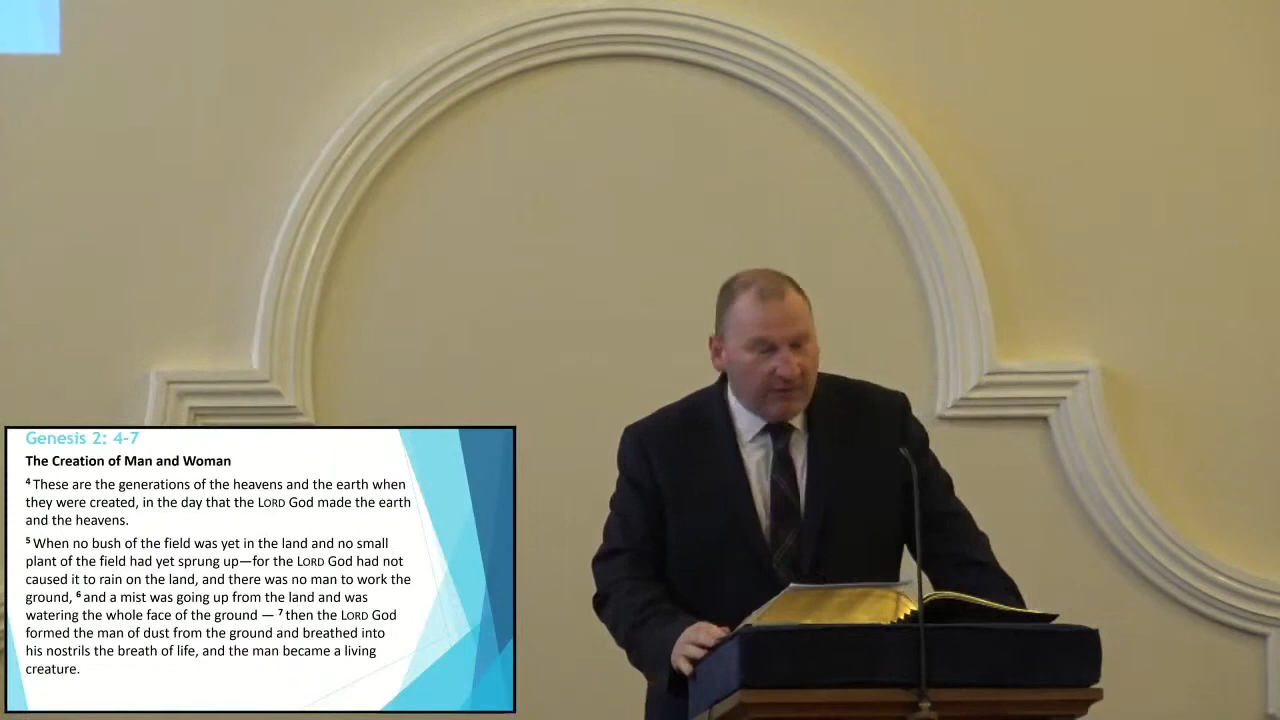 Genesis 2: 4-7
The Creation of Man and Woman
⁴ These are the generations of the heavens and the earth when
they were created, in the day that the LORD God made the earth
and the heavens.
⁵ When no bush of the field was yet in the land and no small
plant of the field had yet sprung up—for the LORD God had not
caused it to rain on the land, and there was no man to work the
ground, ⁶ and a mist was going up from the land and was
watering the whole face of the ground — ⁷ then the LORD God
formed the man of dust from the ground and breathed into
his nostrils the breath of life, and the man became a living
creature.